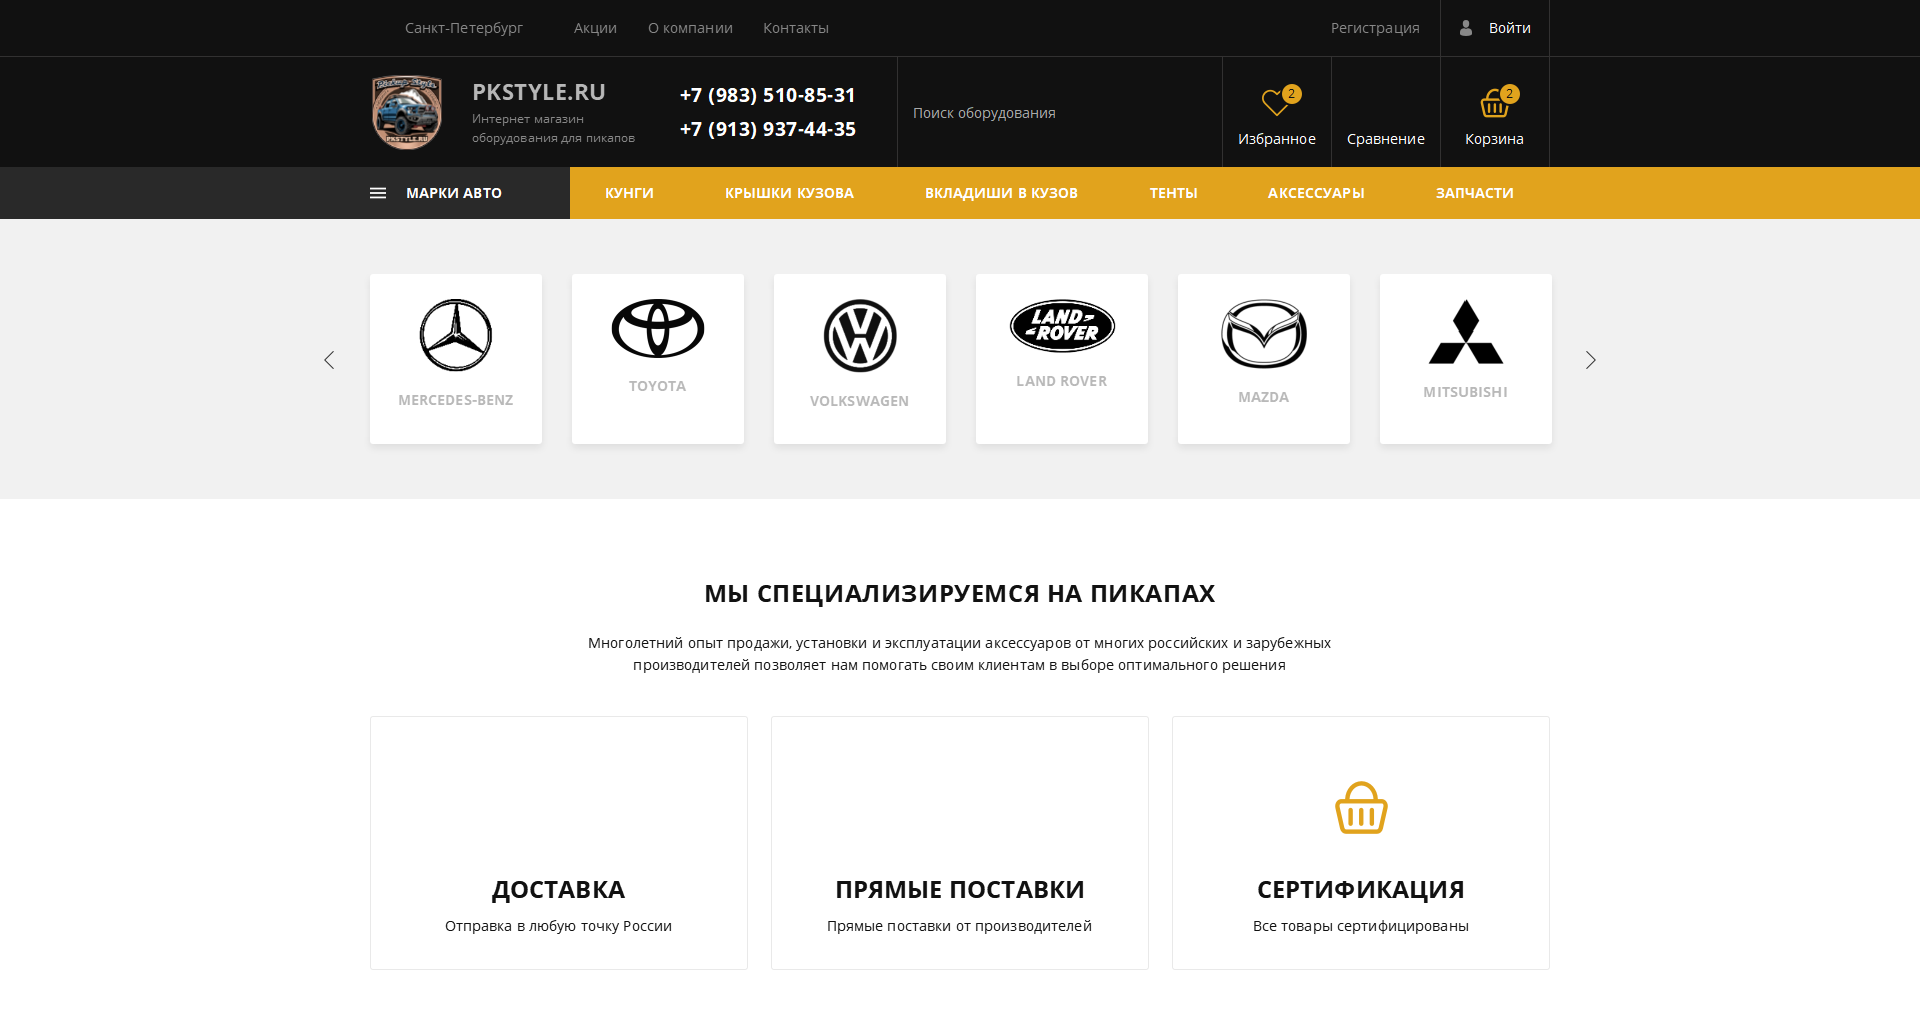 Санкт-Петербург
Акции
О компании
Контакты
Регистрация
Войти
PKSTYLE.RU
PKSTYLE.RU
Интернет магазин
оборудования для пикапов
+7 (983) 510-85-31
+7 (913) 937-44-35
Поиск оборудования
2
Избранное
Сравнение
2
Корзина
МАРКИ АВТО
КУНГИ
КРЫШКИ КУЗОВА
ВКЛАДИШИ В КУЗОВ
ТЕНТЫ
АКСЕССУАРЫ
ЗАПЧАСТИ
MERCEDES-BENZ
TOYOTA
VOLKSWAGEN
LAND
ROVER
LAND ROVER
MAZDA
MITSUBISHI
МЫ СПЕЦИАЛИЗИРУЕМСЯ НА ПИКАПАХ
Многолетний опыт продажи, установки и эксплуатации аксессуаров от многих российских и зарубежных
производителей позволяет нам помогать своим клиентам в выборе оптимального решения
ДОСТАВКА
Отправка в любую точку России
ПРЯМЫЕ ПОСТАВКИ
Прямые поставки от производителей
СЕРТИФИКАЦИЯ
Все товары сертифицированы